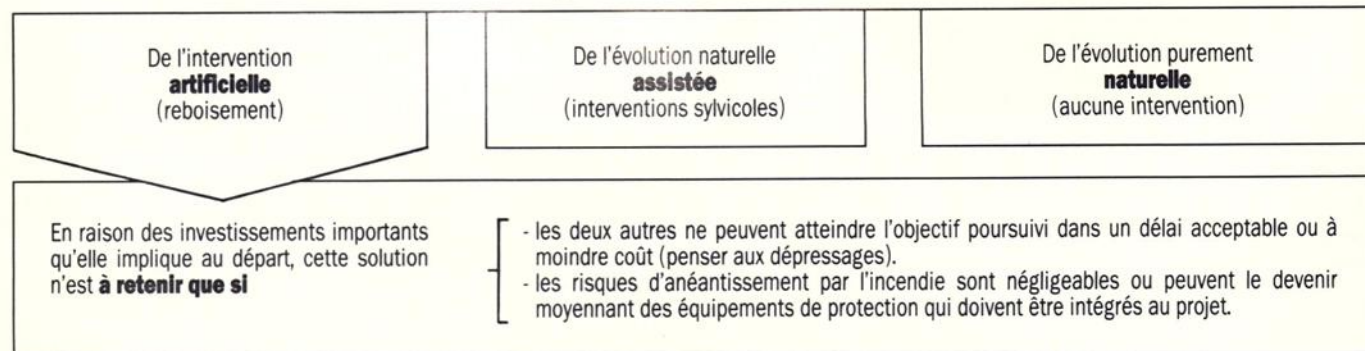 De l'intervention
artificielle
(reboisement)
De l'évolution naturelle
assistée
(interventions sylvicoles)
De l'évolution purement
naturelle
(aucune intervention)
En raison des investissements importants
qu'elle implique au départ, cette solution
n'est à retenir que si
- les deux autres ne peuvent atteindre l'objectif poursuivi dans un délai acceptable ou à
moindre coût (penser aux dépressages).
- les risques d'anéantissement par l'incendie sont négligeables ou peuvent le devenir
moyennant des équipements de protection qui doivent être intégrés au projet.